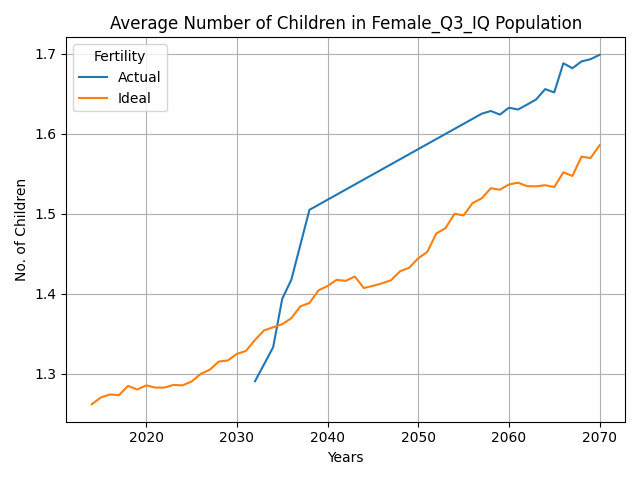 Average Number of Children in Female_Q3_IQ Population
Fertility
Actual
Ideal
No. of Children
1.7
1.6
1.5
1.4
1.3
2020 2030 2040 2050 2060 2070
Years